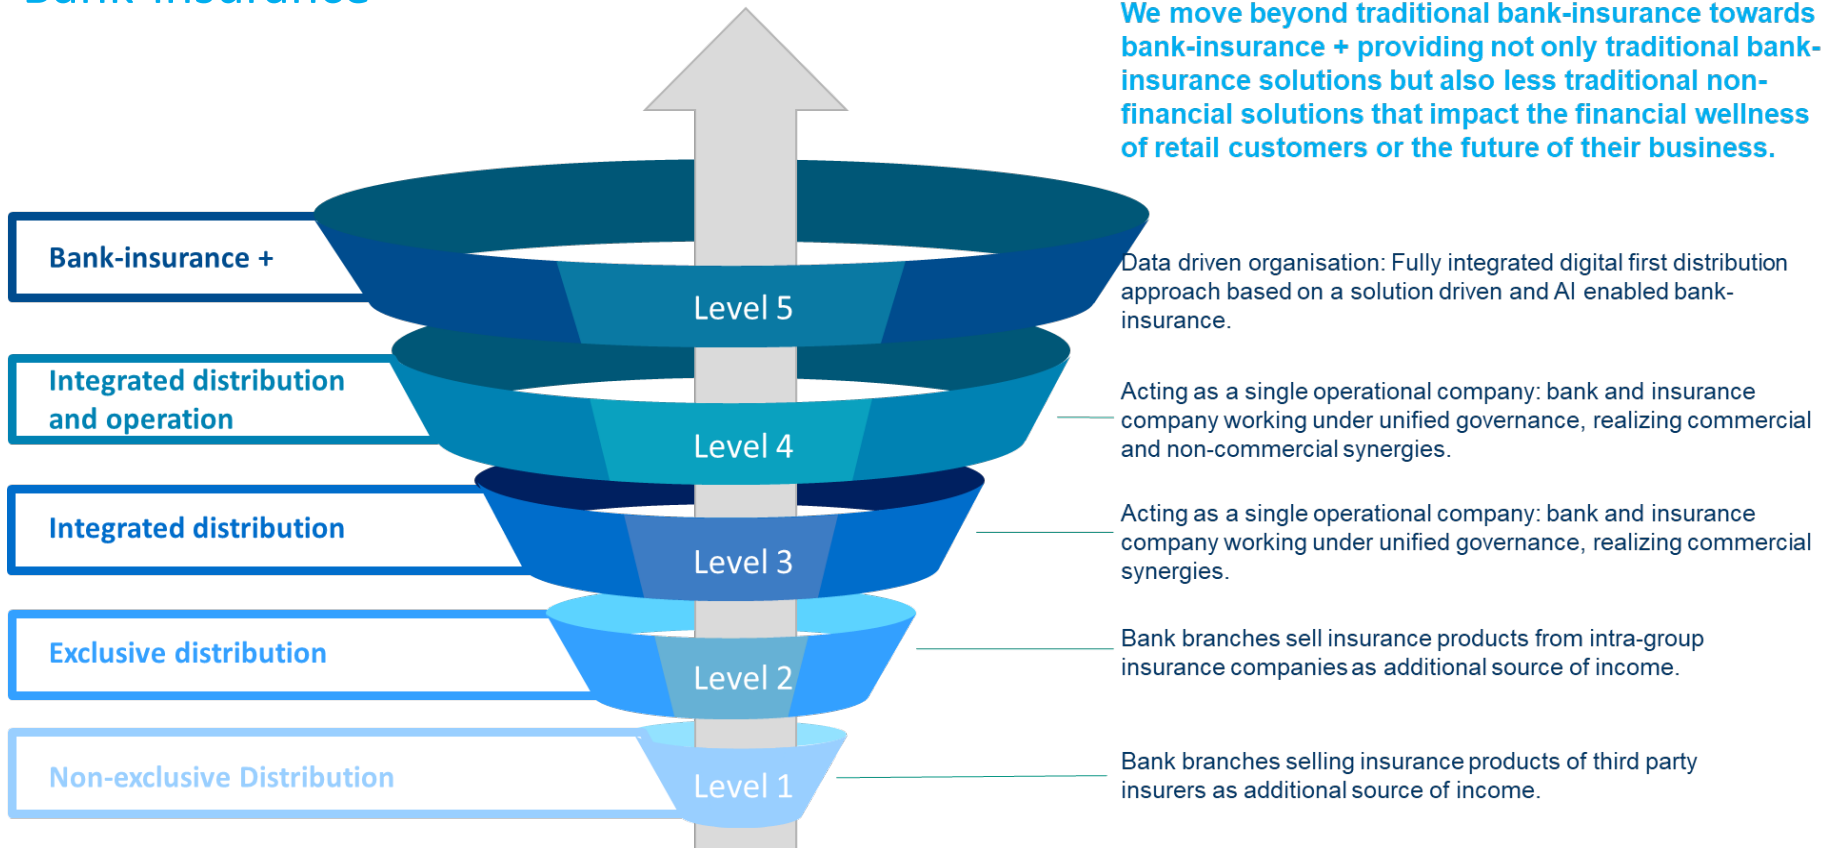 Bank-insurance
We move beyond traditional bank-insurance towards
bank-insurance + providing not only traditional bank-
insurance solutions but also less traditional non-
financial solutions that impact the financial wellness
of retail customers or the future of their business.
Bank-insurance +
Level 5
Data driven organisation: Fully integrated digital first distribution
approach based on a solution driven and AI enabled bank-
insurance.
Integrated distribution
and operation
Level 4
Acting as a single operational company: bank and insurance
company working under unified governance, realizing commercial
and non-commercial synergies.
Integrated distribution
Level 3
Acting as a single operational company: bank and insurance
company working under unified governance, realizing commercial
synergies.
Exclusive distribution
Level 2
Bank branches sell insurance products from intra-group
insurance companies as additional source of income.
Non-exclusive Distribution
Level 1
Bank branches selling insurance products of third party
insurers as additional source of income.